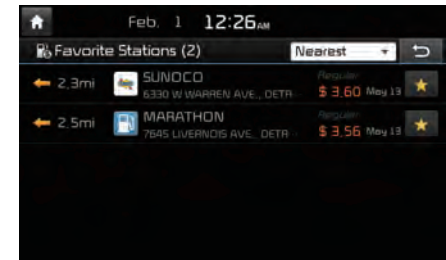 Feb. 1 12:26AM
Favorite Stations (2) Nearest
2.3mi SUNOCO Regular
6330 W WARREN AVE., DETR $ 3.60 May 13
2.5mi MARATHON Regular
7645 LIVERNOIS AVE., DETR $ 3.56 May 13